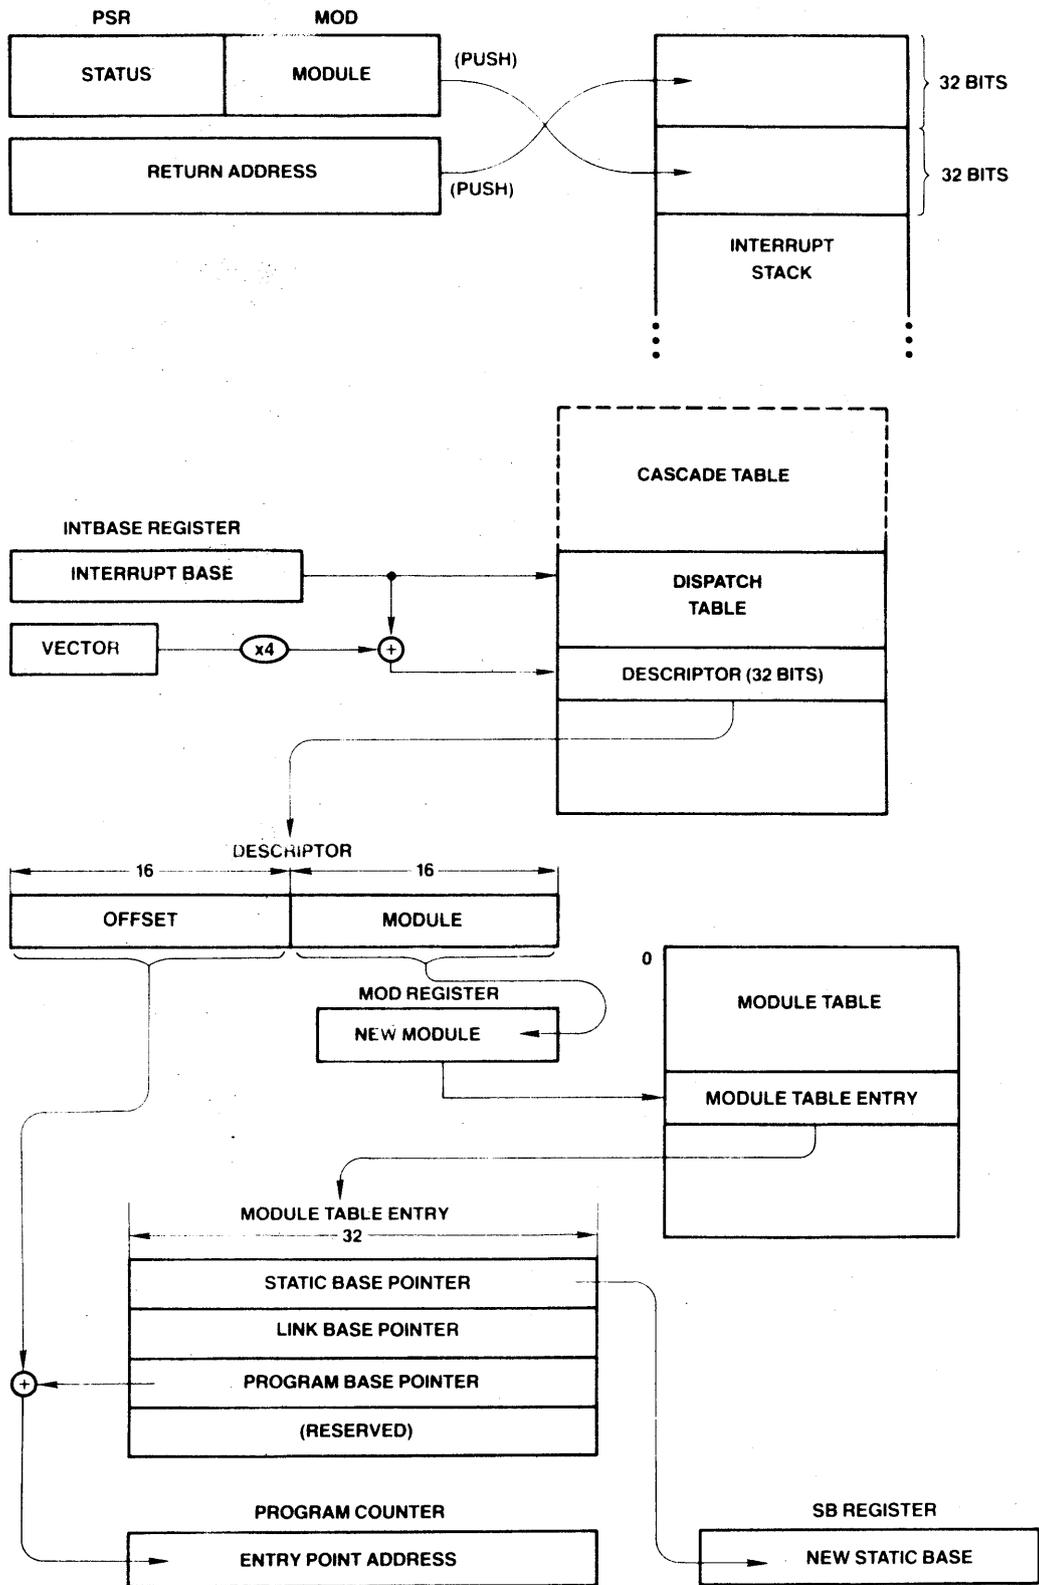 PSR MOD
STATUS MODULE (PUSH)
32 BITS
RETURN ADDRESS
(PUSH)
32 BITS
INTERRUPT
STACK
CASCADE TABLE
INTBASE REGISTER
INTERRUPT BASE
DISPATCH
TABLE
VECTOR x4 +
DESCRIPTOR (32 BITS)
DESCRIPTOR
16 16
OFFSET MODULE
0
MOD REGISTER
NEW MODULE
MODULE TABLE
MODULE TABLE ENTRY
MODULE TABLE ENTRY
32
STATIC BASE POINTER
LINK BASE POINTER
+ PROGRAM BASE POINTER
(RESERVED)
PROGRAM COUNTER
ENTRY POINT ADDRESS
SB REGISTER
NEW STATIC BASE